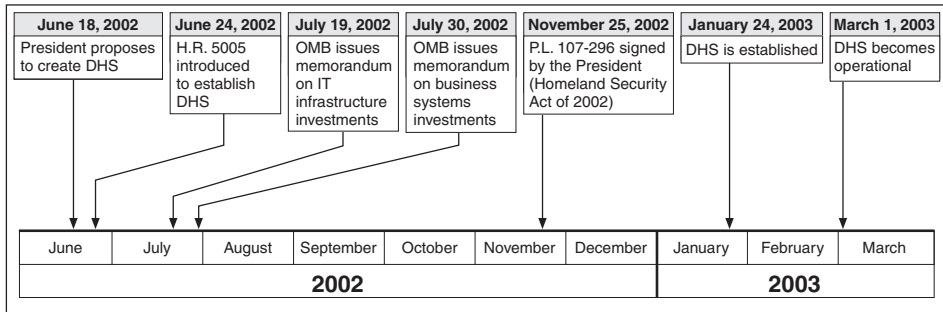 June 18, 2002
President proposes
to create DHS
June 24, 2002
H.R. 5005
introduced
to establish
DHS
July 19, 2002
OMB issues
memorandum
on IT
infrastructure
investments
July 30, 2002
OMB issues
memorandum
on business
systems
investments
November 25, 2002
P.L. 107-296 signed
by the President
(Homeland Security
Act of 2002)
January 24, 2003
DHS is established
March 1, 2003
DHS becomes
operational
June July August September October November December January February March
2002 2003